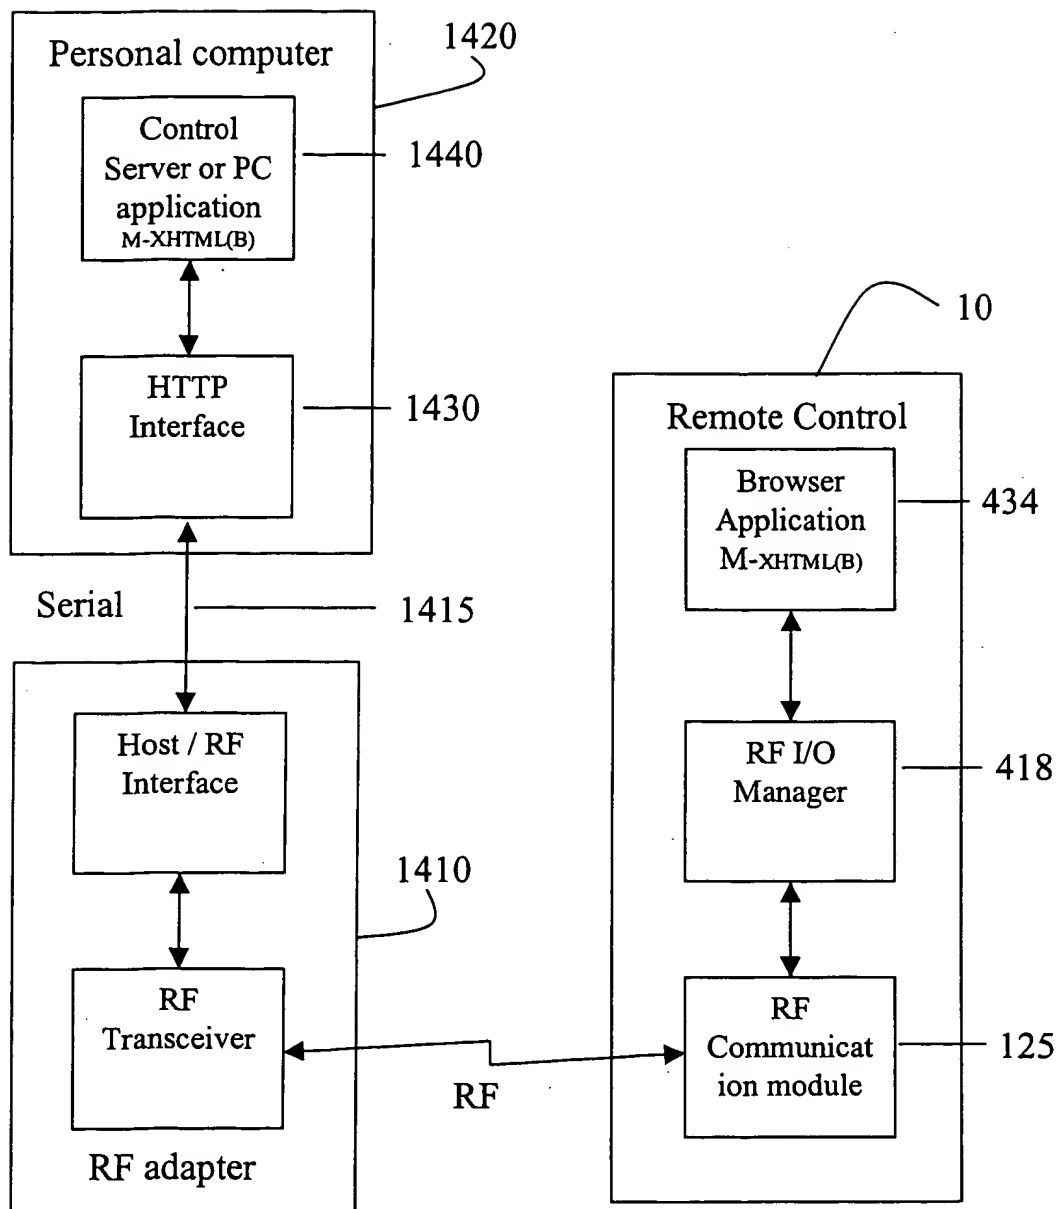 Personal computer
1420
Control
Server or PC
application
M-XHTML(B)
1440
HTTP
Interface
1430
Serial
1415
Host / RF
Interface
1410
RF
Transceiver
RF adapter
RF
10
Remote Control
Browser
Application
M-XHTML(B)
434
RF I/O
Manager
418
RF
Communicat
ion module
125